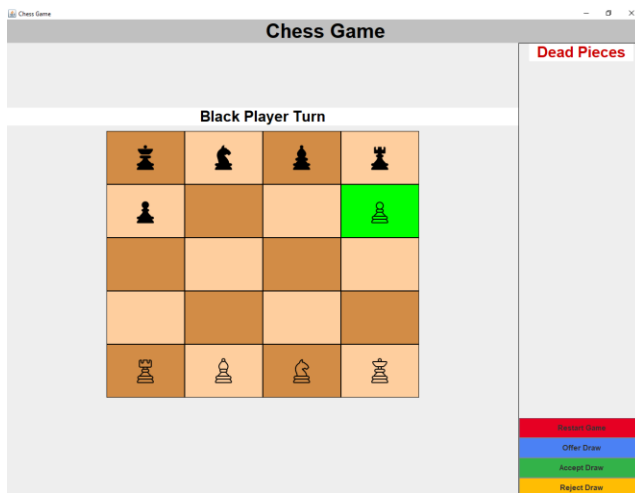 Chess Game
Chess Game
Dead Pieces
Black Player Turn
Restart Game
Offer Draw
Accept Draw
Reject Draw